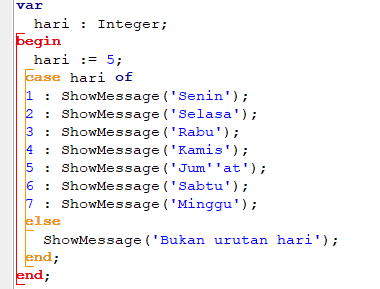 var
  hari : Integer;
begin
  hari := 5;
 case hari of
 1 : ShowMessage('Senin');
 2 : ShowMessage('Selasa');
 3 : ShowMessage('Rabu');
 4 : ShowMessage('Kamis');
 5 : ShowMessage('Jum''at');
 6 : ShowMessage('Sabtu');
 7 : ShowMessage('Minggu');
 else
   ShowMessage('Bukan urutan hari');
 end;
end;